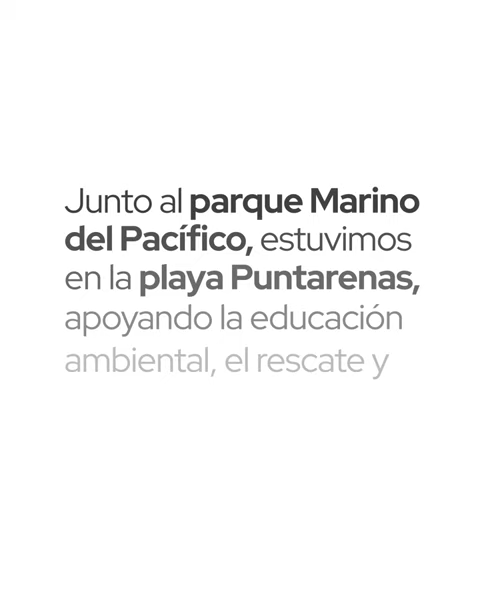 Junto al parque Marino
del Pacífico, estuvimos
en la playa Puntarenas,
apoyando la educación
ambiental, el rescate y